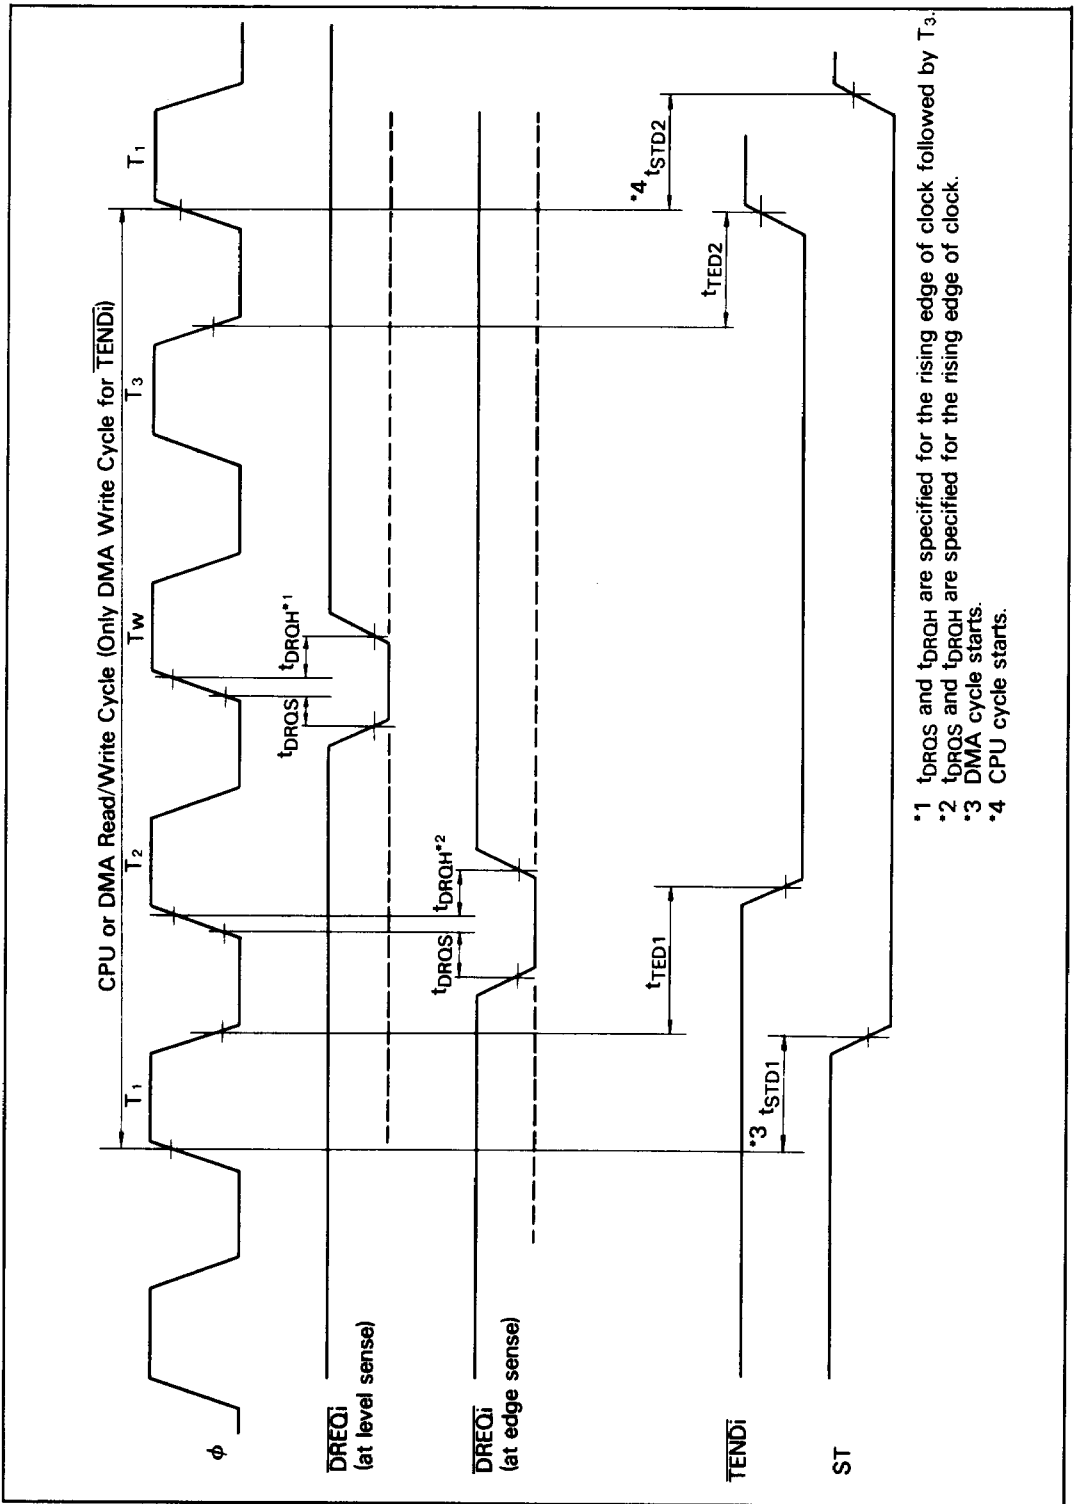 CPU or DMA Read/Write Cycle (Only DMA Write Cycle for TENDi)
T1
T2
Tw
T3
T1
φ
DREQi
(at level sense)
tDRQS
tDRQH*1
DREQi
(at edge sense)
tDRQS
tDRQH*2
TENDi
tTED1
tTED2
ST
*3 tSTD1
*4 tSTD2
*1 tDRQS and tDRQH are specified for the rising edge of clock followed by T3.
*2 tDRQS and tDRQH are specified for the rising edge of clock.
*3 DMA cycle starts.
*4 CPU cycle starts.